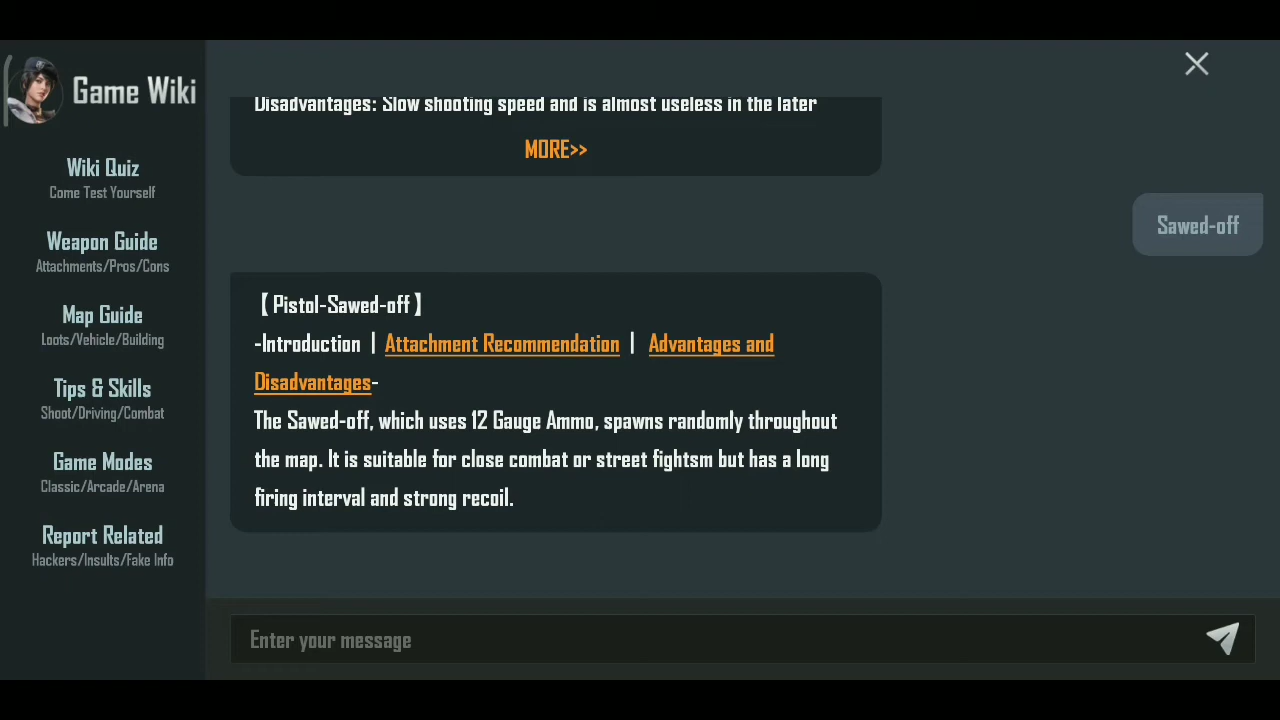 Game Wiki
Wiki Quiz
Come Test Yourself
Weapon Guide
Attachments/Pros/Cons
Map Guide
Loots/Vehicle/Building
Tips & Skills
Shoot/Driving/Combat
Game Modes
Classic/Arcade/Arena
Report Related
Hackers/Insults/Fake Info
Disadvantages: Slow shooting speed and is almost useless in the later
MORE>>
Sawed-off
【Pistol-Sawed-off】
-Introduction | Attachment Recommendation | Advantages and
Disadvantages-
The Sawed-off, which uses 12 Gauge Ammo, spawns randomly throughout
the map. It is suitable for close combat or street fightsm but has a long
firing interval and strong recoil.
Enter your message